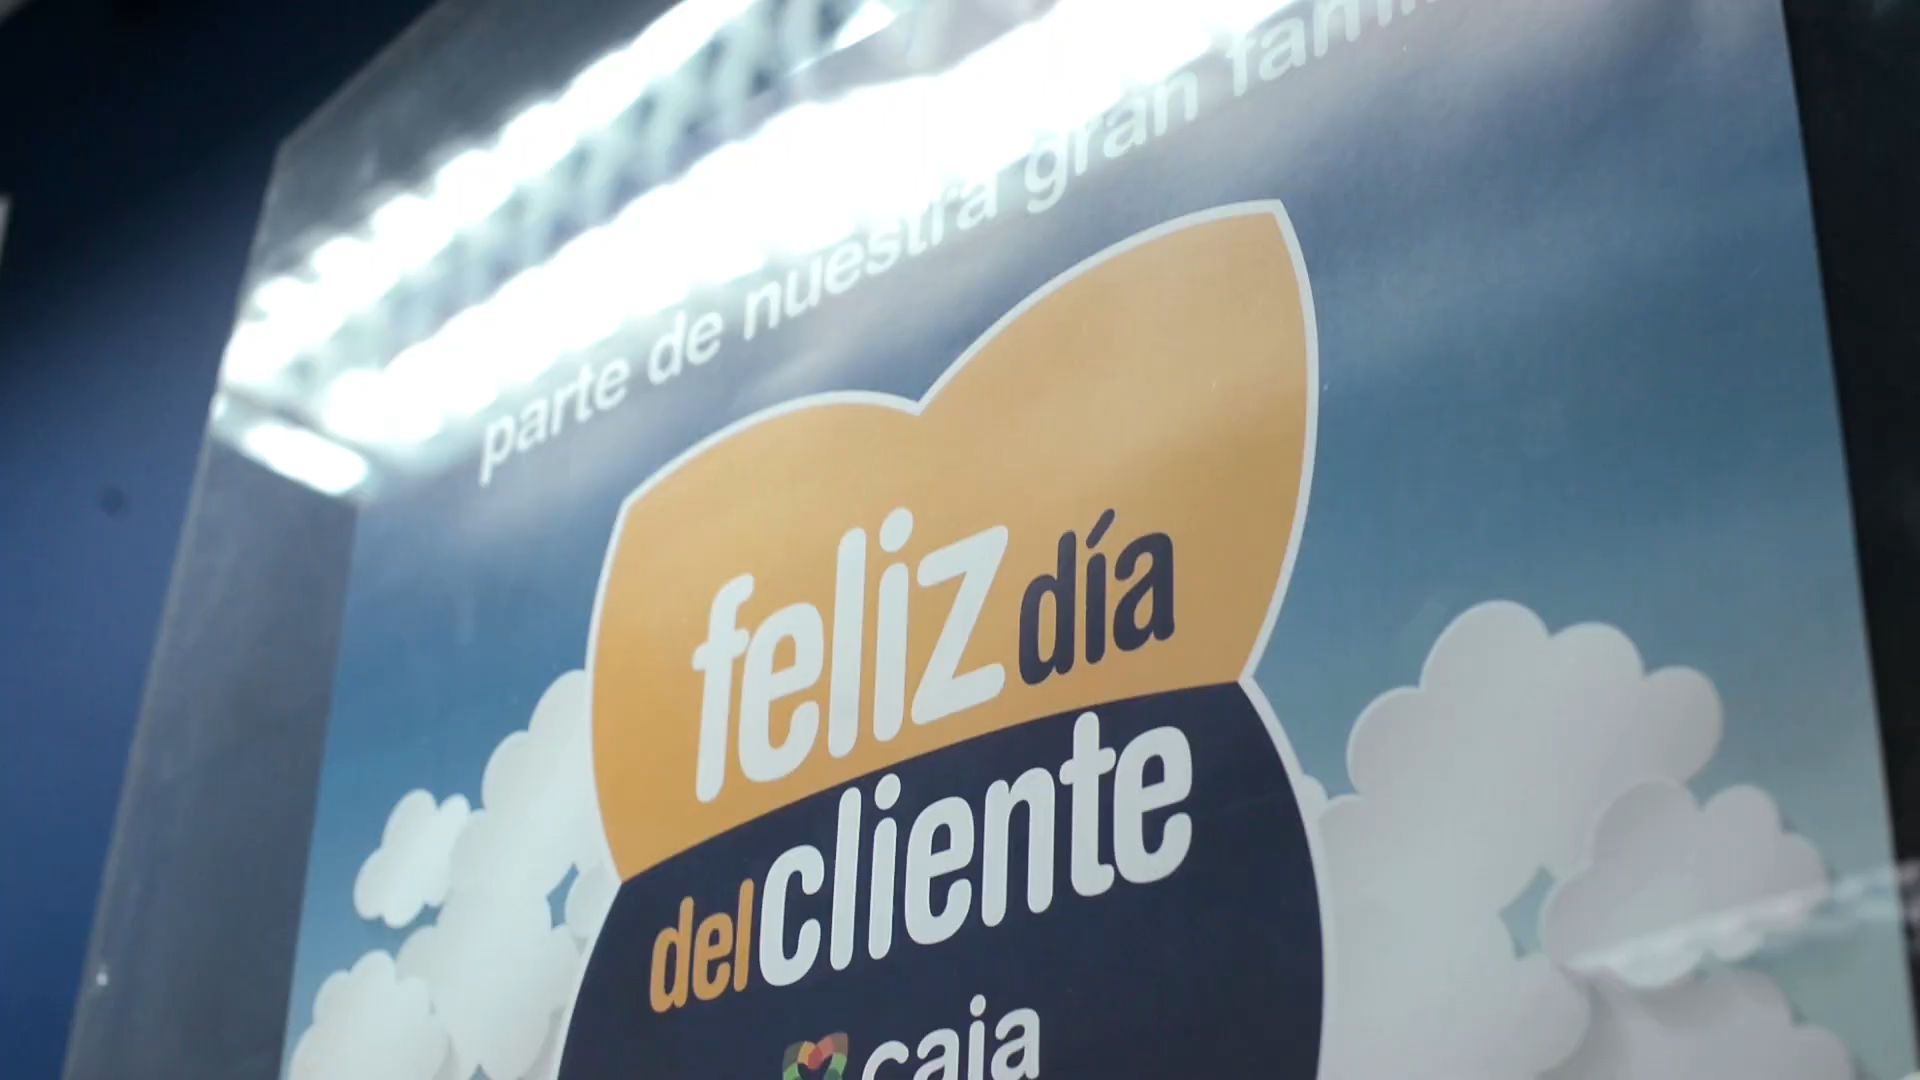 parte de nuestra gran
feliz día
del cliente
caja